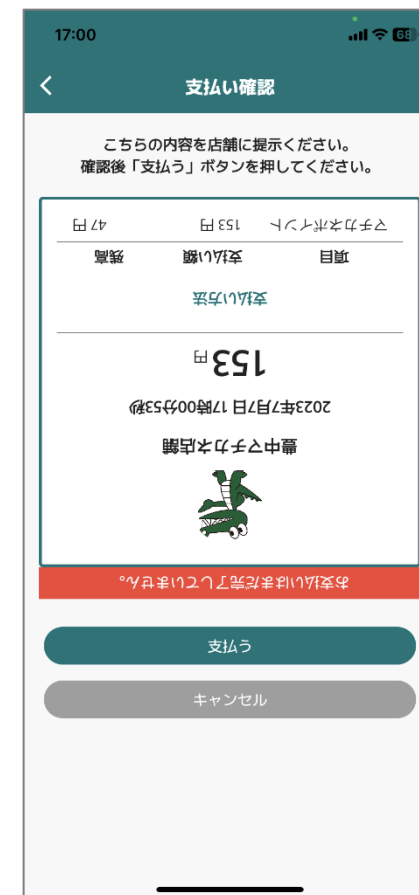 17:00
68
支払い確認
こちらの内容を店舗に提示ください。
確認後「支払う」ボタンを押してください。
お支払いはまだ完了していません。
豊中マチカネ店舗
2023年7月7日 17時00分53秒
153円
支払い方法
項目 支払い額 残高
マチカネポイント 153円 47円
支払う
キャンセル